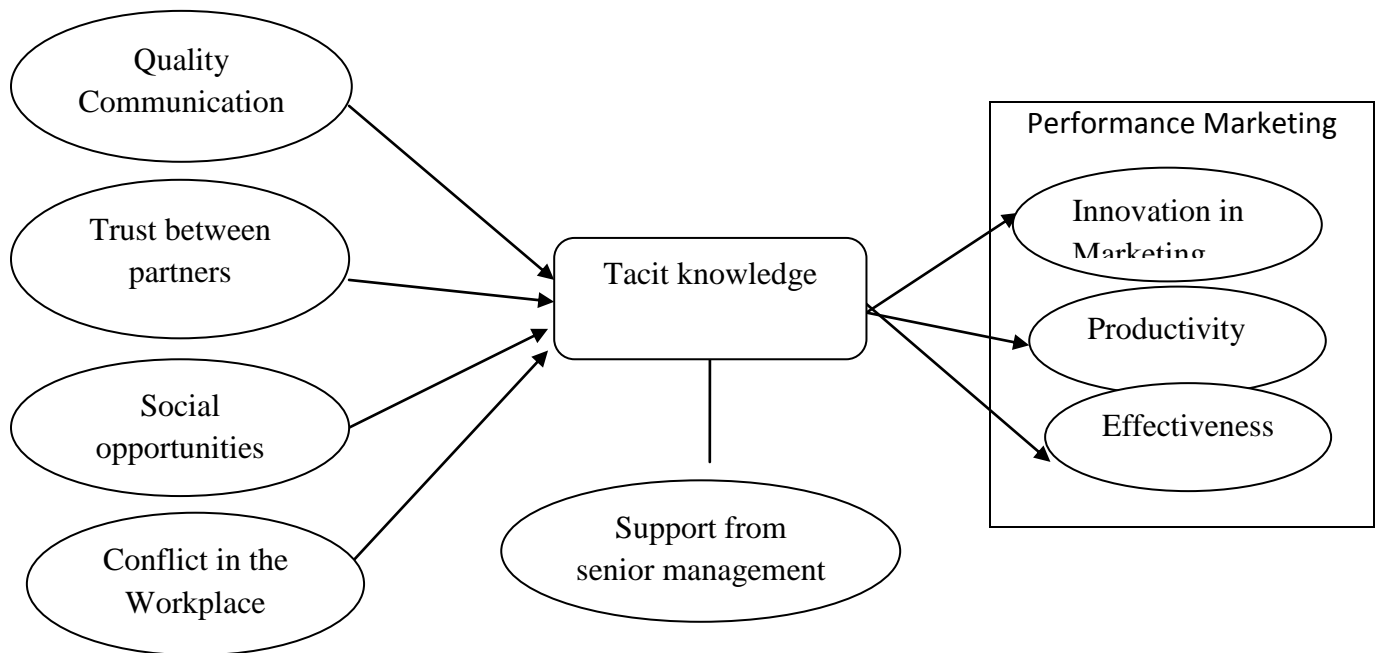 Quality
Communication
Trust between
partners
Social
opportunities
Conflict in the
Workplace
Tacit knowledge
Support from
senior management
Performance Marketing
Innovation in
Marketing
Productivity
Effectiveness